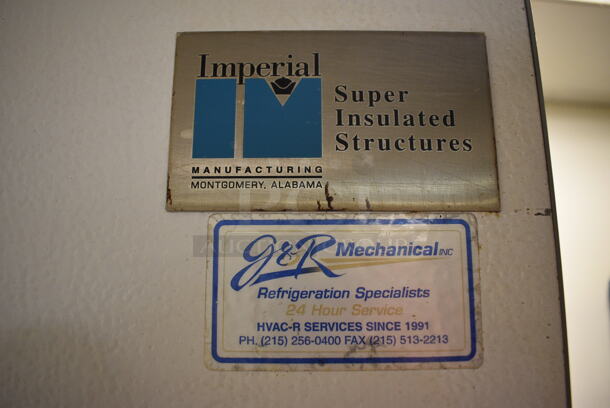 Imperial
IM
MANUFACTURING
MONTGOMERY, ALABAMA
Super
Insulated
Structures
G&R Mechanical INC
Refrigeration Specialists
24 Hour Service
HVAC-R SERVICES SINCE 1991
PH. (215) 256-0400 FAX (215) 513-2213